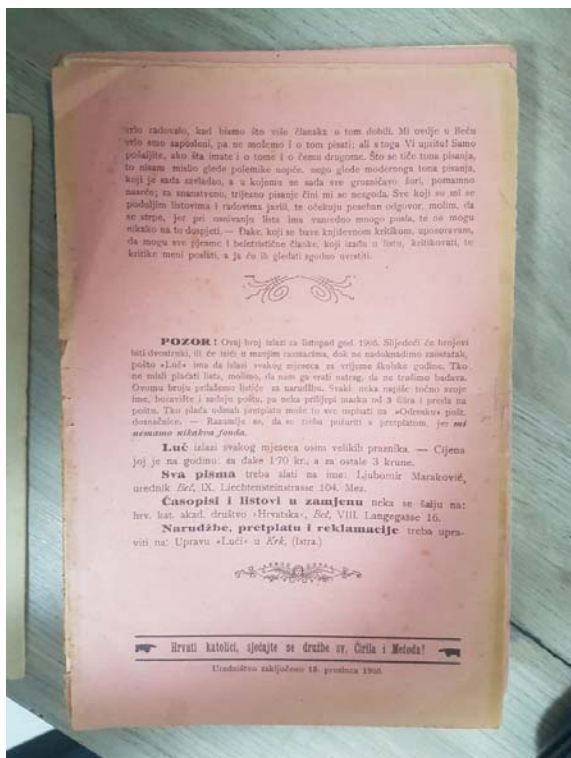 vrlo radovalo, kad bismo što više članaka o tom dobili. Mi ovdje u Beču
vrlo smo zaposleni, pa ne možemo i o tom pisati; ali s toga Vi uprite! Samo
pošaljite, ako šta imate i o tome i o čemu drugome. Što se tiče tona pisanja,
to nisam mislio glede polemike uopće, nego glede modernoga tona pisanja,
koji je sada zavladao, a u kojemu se sada sve grozničavo žuri, pomamno
nasrće; za znanstveno, trijezno pisanje čini mi se nezgoda. Sve koji su mi se
podaljim listovima i radovima javili, te očekuju poseban odgovor, molim, da
se strpe, jer pri osnivanju lista ima vanredno mnogo posla, te ne mogu
nikako na to dospjeti. — Đake, koji se bave književnom kritikom, upozoravam,
da mogu sve pjesme i beletristične članke, koji izađu u listu, kritikovati, te
kritike meni poslati, a ja ću ih gledati zgodno uvrstiti.
POZOR! Ovaj broj izlazi za listopad god. 1905. Slijedeći će brojevi
biti dvostruki, ili će izići u manjim razmacima, dok ne nadoknadimo zaostatak,
pošto »Luč« ima da izlazi svakog mjeseca za vrijeme školske godine. Tko
ne misli plaćati lista, molimo, da nam ga vrati natrag, da ne trošimo badava.
Ovomu broju prilažemo listiće za narudžbu. Svaki neka napiše točno svoje
ime, boravište i zadnju poštu, pa neka prilijepi marku od 3 filira i preda na
poštu. Tko plaća odmah pretplatu može to sve ispisati na »Odresku« pošt.
doznačnice. — Razumije se, da se treba požuriti s pretplatom, jer mi
nemamo nikakva fonda.
Luč izlazi svakog mjeseca osim velikih praznika. — Cijena
joj je na godinu: za đake 1·70 kr., a za ostale 3 krune.
Sva pisma treba slati na ime: Ljubomir Maraković,
urednik Beč, IX. Liechtensteinstrasse 104. Mez.
Časopisi i listovi u zamjenu neka se šalju na:
hrv. kat. akad. društvo »Hrvatska«, Beč, VIII. Langegasse 16.
Narudžbe, pretplatu i reklamacije treba upra-
viti na: Upravu »Luči« u Krk, (Istra.)
Hrvati katolici, sjećajte se družbe sv. Ćirila i Metoda!
Uredništvo zaključeno 15. prosinca 1905.